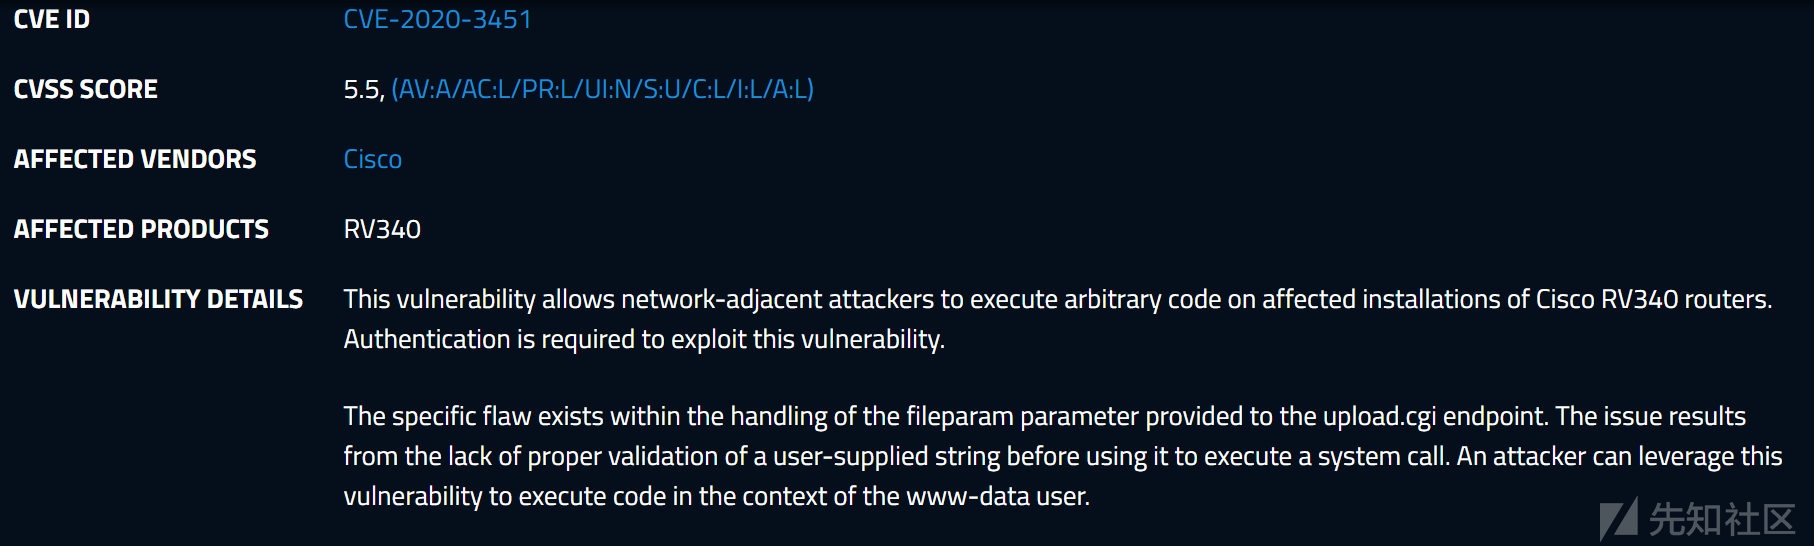 CVE ID CVE-2020-3451
CVSS SCORE 5.5, (AV:A/AC:L/PR:L/UI:N/S:U/C:L/I:L/A:L)
AFFECTED VENDORS Cisco
AFFECTED PRODUCTS RV340
VULNERABILITY DETAILS This vulnerability allows network-adjacent attackers to execute arbitrary code on affected installations of Cisco RV340 routers.
Authentication is required to exploit this vulnerability.
The specific flaw exists within the handling of the fileparam parameter provided to the upload.cgi endpoint. The issue results
from the lack of proper validation of a user-supplied string before using it to execute a system call. An attacker can leverage this
vulnerability to execute code in the context of the www-data user.
先知社区